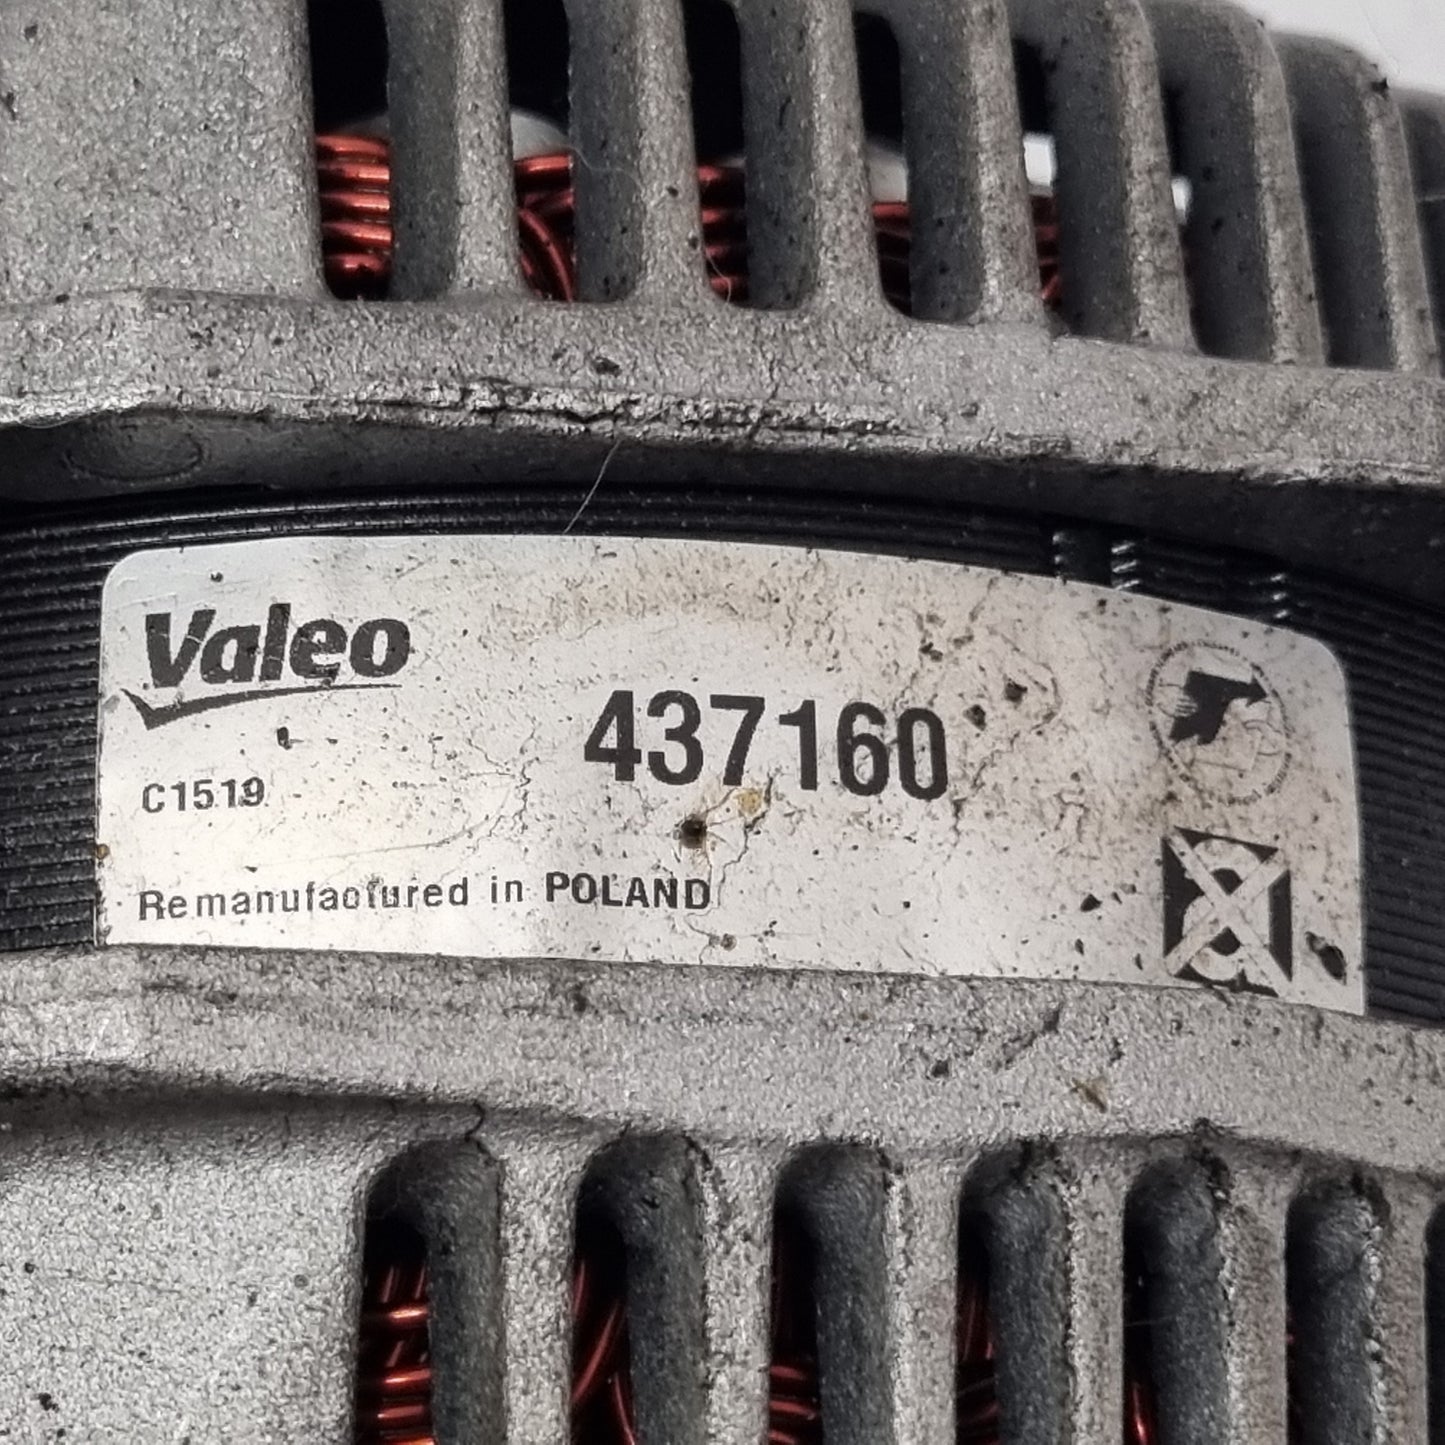 Valeo
437160
C1519
Remanufactured in POLAND